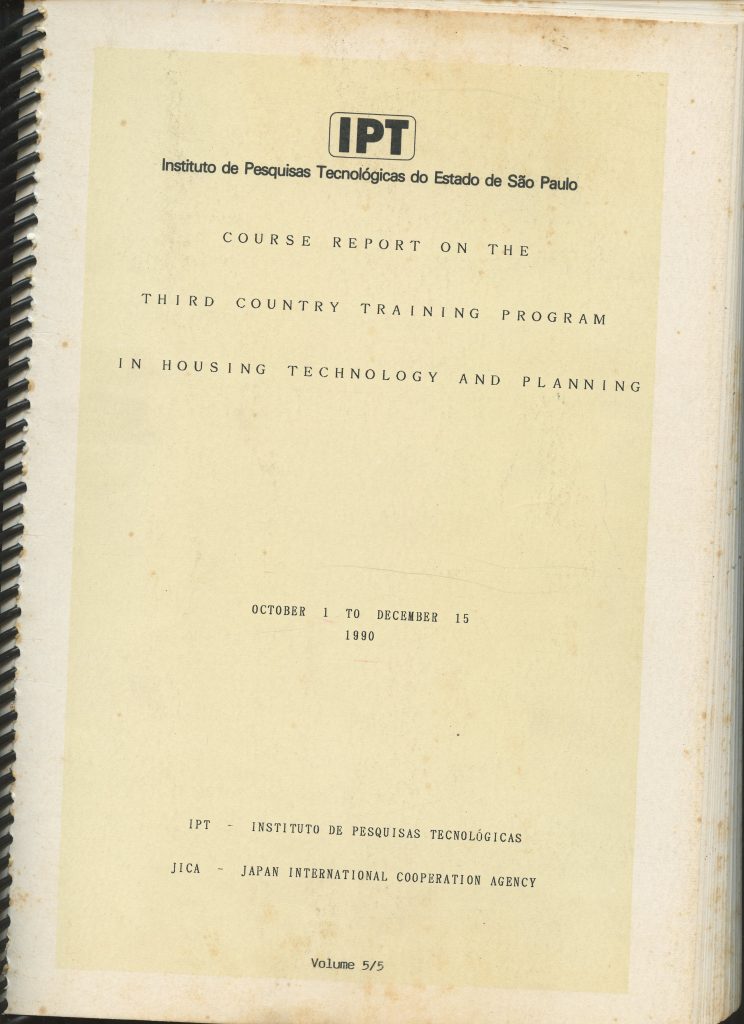 IPT
Instituto de Pesquisas Tecnológicas do Estado de São Paulo
COURSE REPORT ON THE
THIRD COUNTRY TRAINING PROGRAM
IN HOUSING TECHNOLOGY AND PLANNING
OCTOBER 1 TO DECEMBER 15
1990
IPT - INSTITUTO DE PESQUISAS TECNOLÓGICAS
JICA - JAPAN INTERNATIONAL COOPERATION AGENCY
Volume 5/5